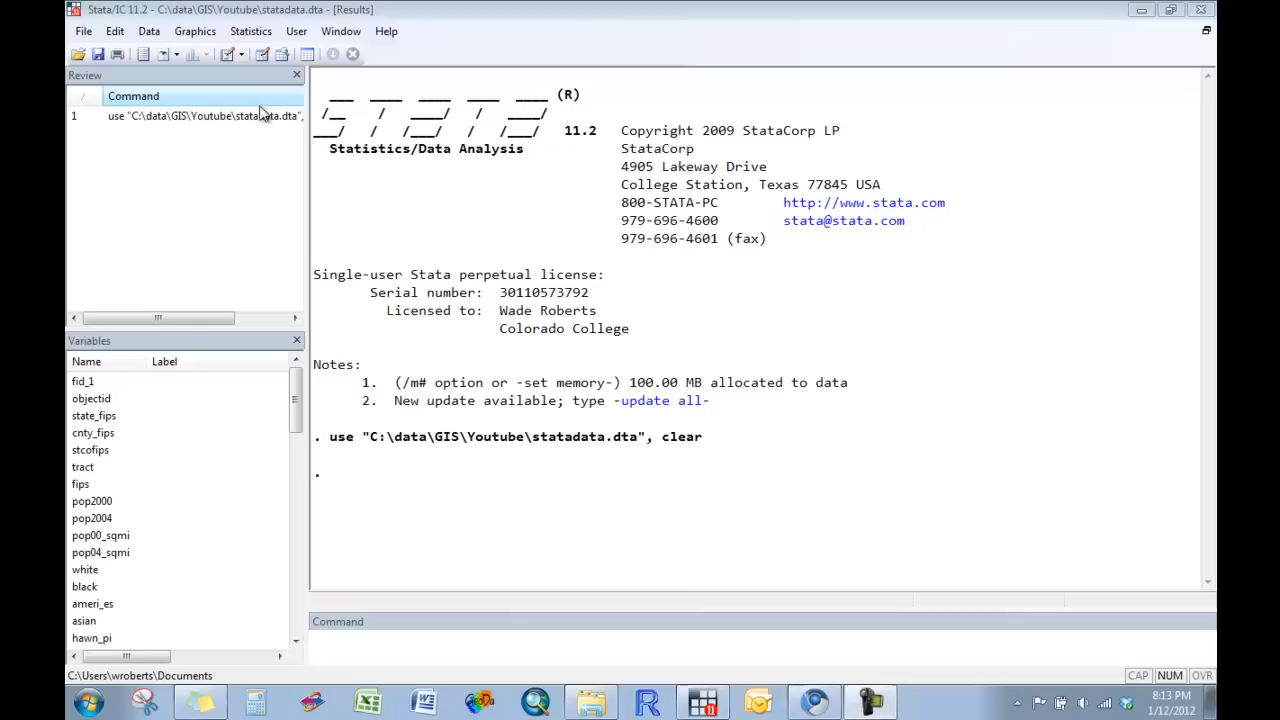 Stata/IC 11.2 - C:\data\GIS\Youtube\statadata.dta - [Results]
File Edit Data Graphics Statistics User Window Help
Review
Command
1 use "C:\data\GIS\Youtube\statadata.dta",
Variables
Name Label
fid_1
objectid
state_fips
cnty_fips
stcofips
tract
fips
pop2000
pop2004
pop00_sqmi
pop04_sqmi
white
black
ameri_es
asian
hawn_pi
(R)
STATA 11.2 Copyright 2009 StataCorp LP
Statistics/Data Analysis StataCorp
4905 Lakeway Drive
College Station, Texas 77845 USA
800-STATA-PC http://www.stata.com
979-696-4600 stata@stata.com
979-696-4601 (fax)
Single-user Stata perpetual license:
Serial number: 30110573792
Licensed to: Wade Roberts
Colorado College
Notes:
1. (/m# option or -set memory-) 100.00 MB allocated to data
2. New update available; type -update all-
. use "C:\data\GIS\Youtube\statadata.dta", clear
.
Command
C:\Users\wroberts\Documents
CAP NUM OVR
8:13 PM
1/12/2012